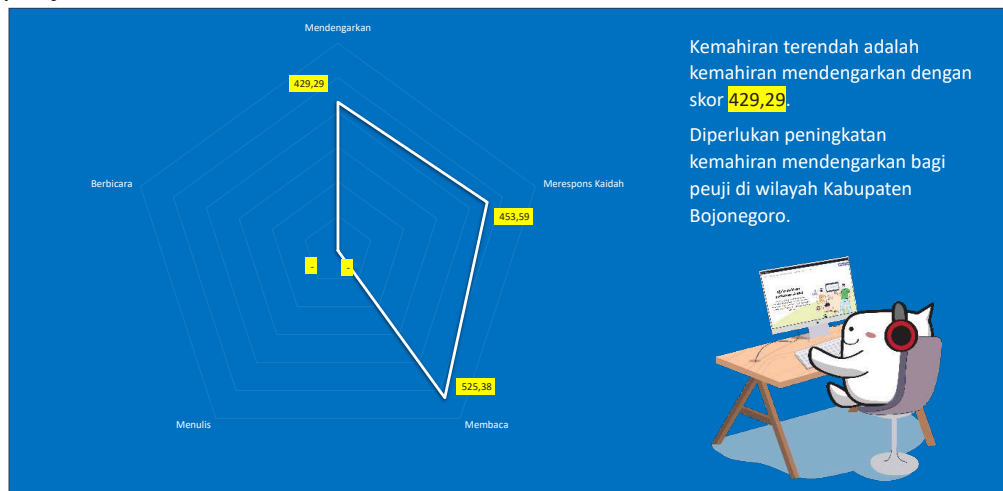 Mendengarkan
429,29
Berbicara
Merespons Kaidah
453,59
-
-
525,38
Menulis
Membaca
Kemahiran terendah adalah
kemahiran mendengarkan dengan
skor 429,29.
Diperlukan peningkatan
kemahiran mendengarkan bagi
peuji di wilayah Kabupaten
Bojonegoro.